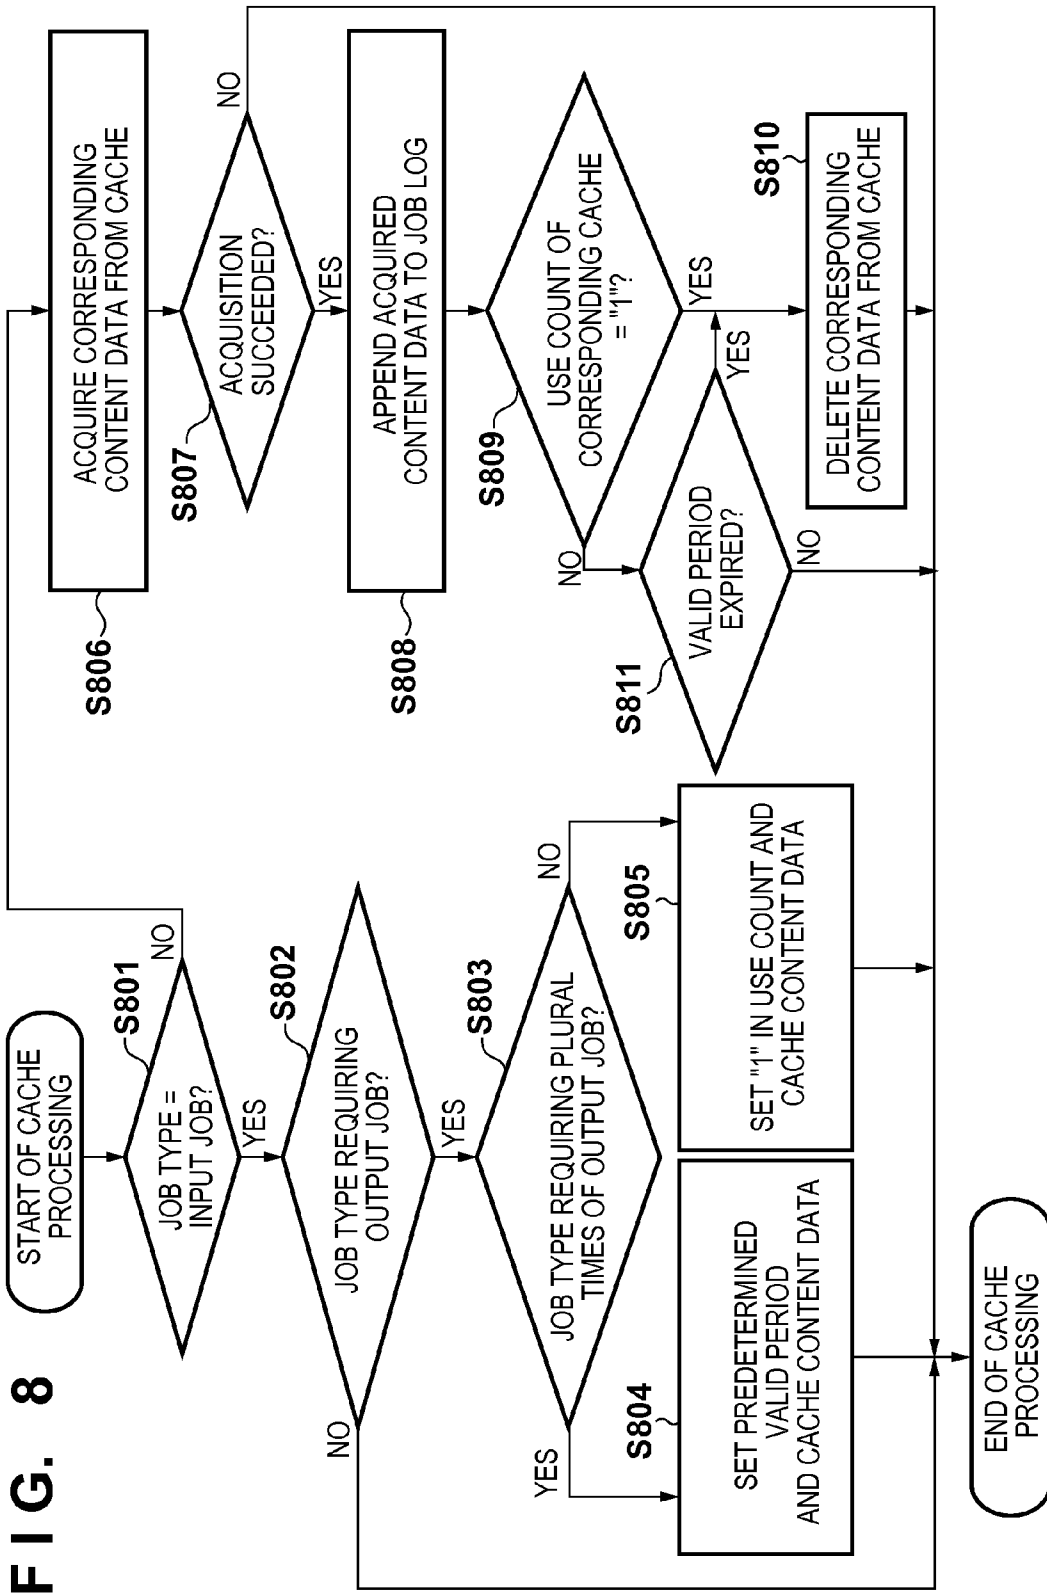 FIG. 8
START OF CACHE
PROCESSING
S801
JOB TYPE =
INPUT JOB?
NO
YES
S802
JOB TYPE REQUIRING
OUTPUT JOB?
NO
YES
S803
JOB TYPE REQUIRING PLURAL
TIMES OF OUTPUT JOB?
YES
NO
S804
SET PREDETERMINED
VALID PERIOD
AND CACHE CONTENT DATA
S805
SET "1" IN USE COUNT AND
CACHE CONTENT DATA
END OF CACHE
PROCESSING
S806
ACQUIRE CORRESPONDING
CONTENT DATA FROM CACHE
S807
ACQUISITION
SUCCEEDED?
NO
YES
S808
APPEND ACQUIRED
CONTENT DATA TO JOB LOG
S809
USE COUNT OF
CORRESPONDING CACHE
= "1"?
NO
YES
S811
VALID PERIOD
EXPIRED?
YES
NO
S810
DELETE CORRESPONDING
CONTENT DATA FROM CACHE